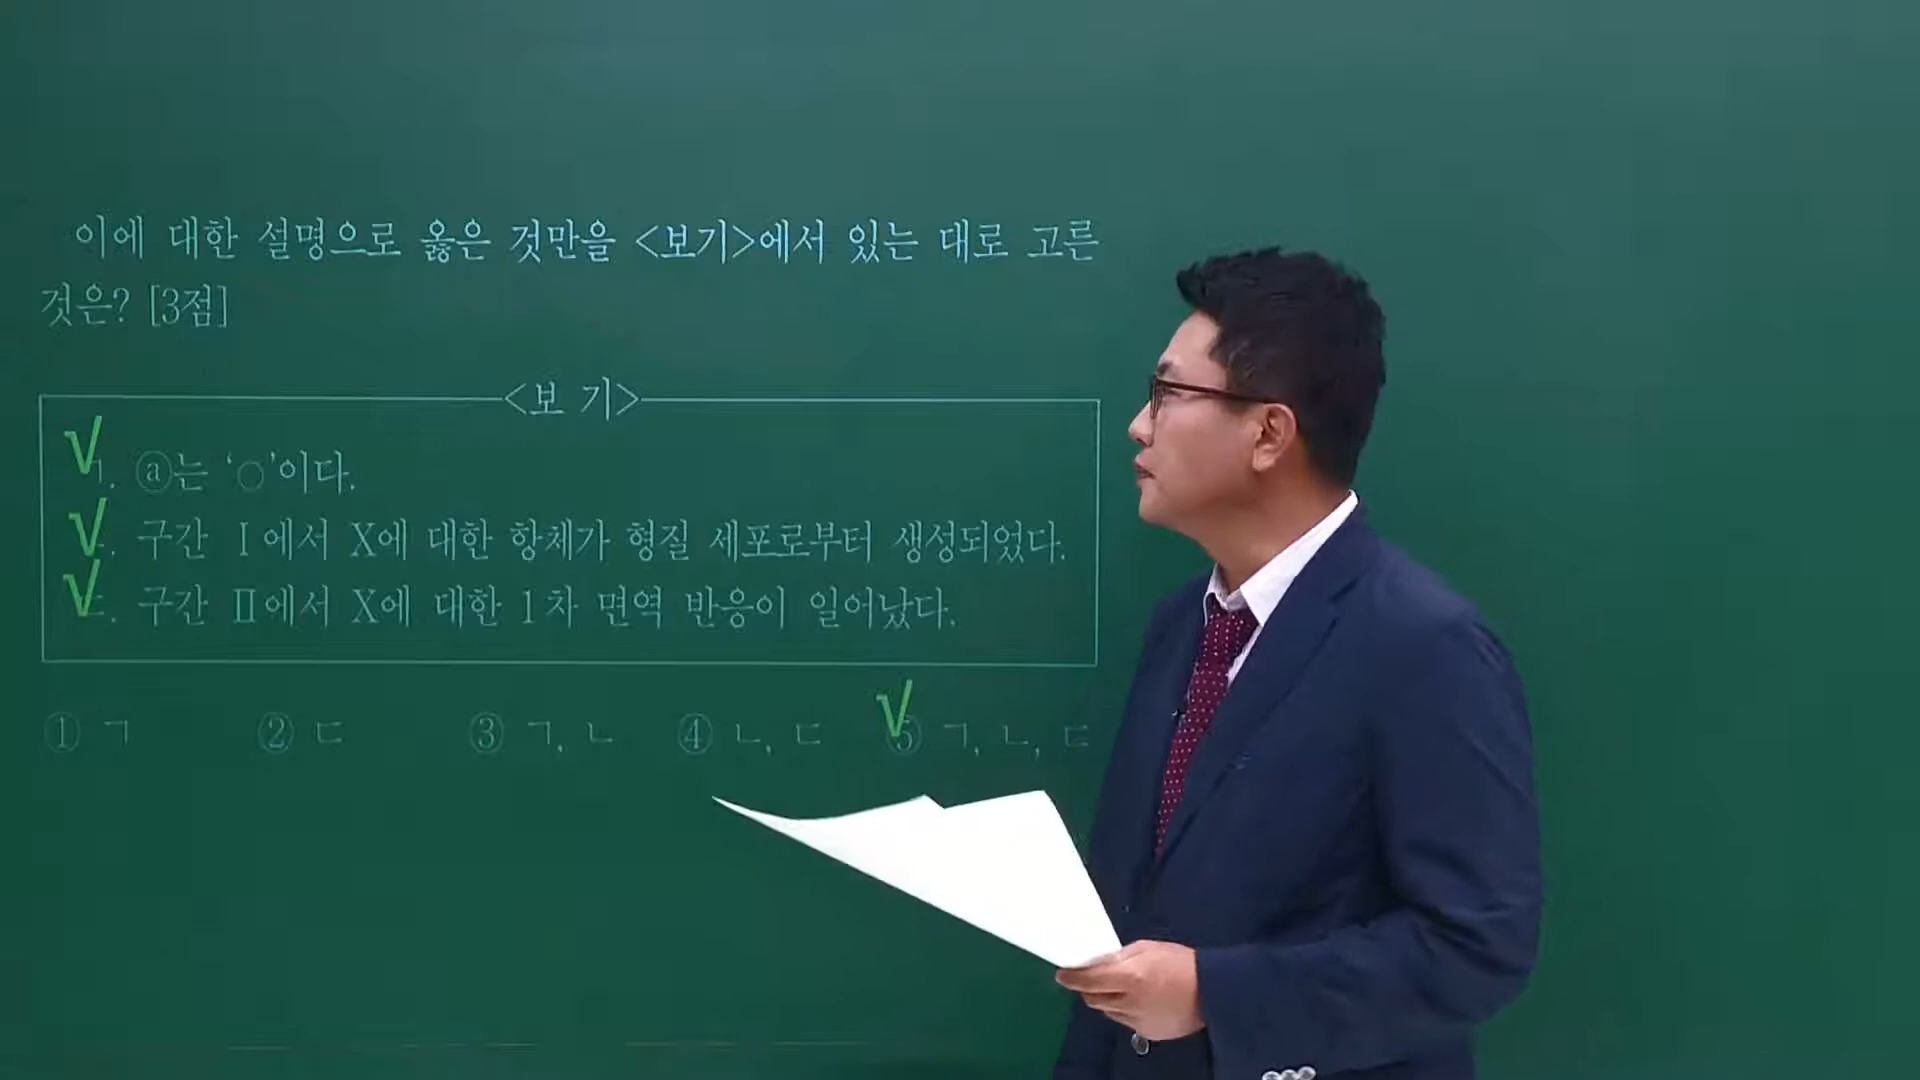 이에 대한 설명으로 옳은 것만을 <보기>에서 있는 대로 고른
것은? [3점]
<보 기>
ㄱ. ⓐ는 ‘○’이다.
ㄴ. 구간 Ⅰ에서 X에 대한 항체가 형질 세포로부터 생성되었다.
ㄷ. 구간 Ⅱ에서 X에 대한 1차 면역 반응이 일어났다.
① ㄱ ② ㄷ ③ ㄱ, ㄴ ④ ㄴ, ㄷ ⑤ ㄱ, ㄴ, ㄷ